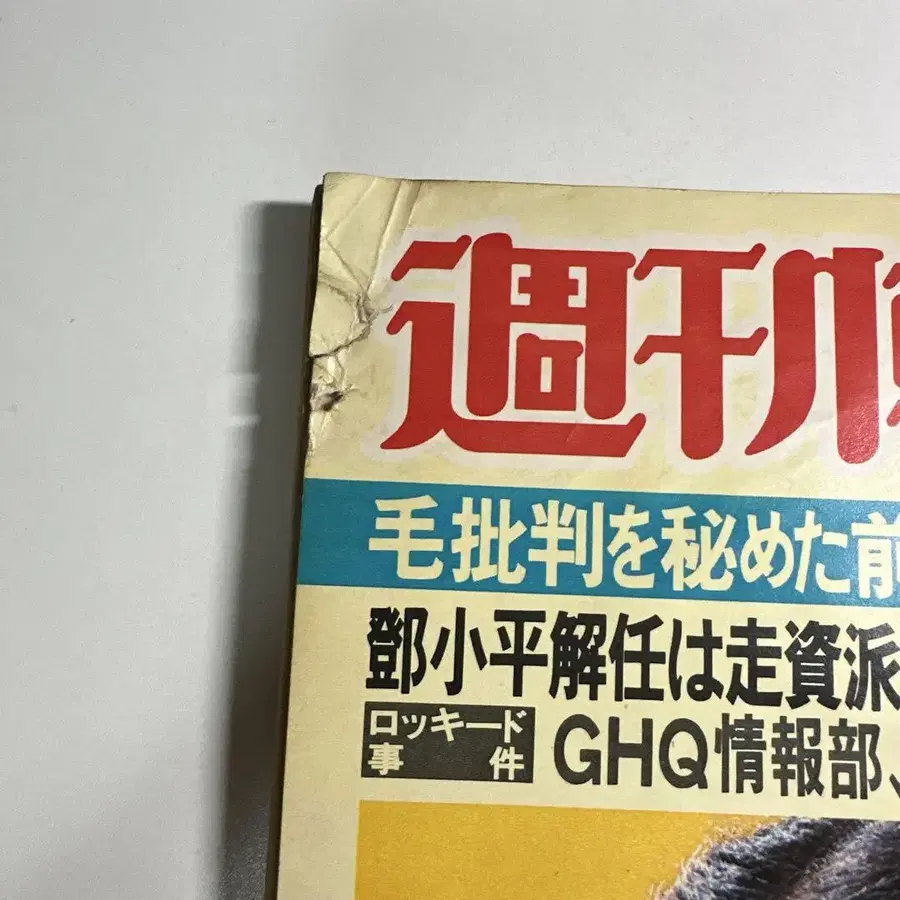 週刊
毛批判を秘めた前
鄧小平解任は走資派
ロッキード
事件
GHQ情報部、